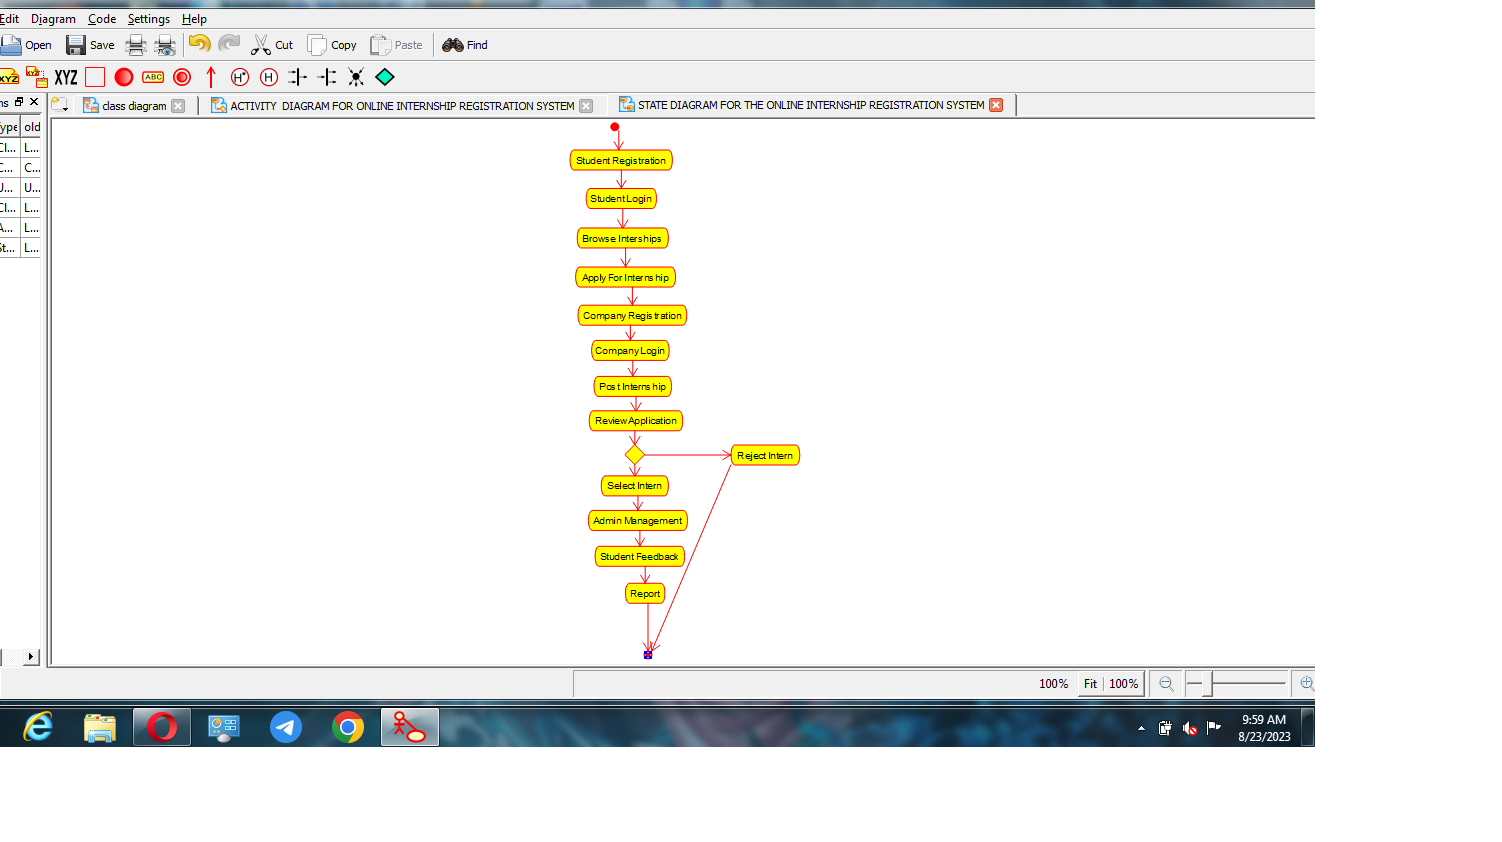 Edit Diagram Code Settings Help
Open Save Cut Copy Paste Find
XYZ XYZ XYZ ABC H* H
ms class diagram ACTIVITY DIAGRAM FOR ONLINE INTERNSHIP REGISTRATION SYSTEM STATE DIAGRAM FOR THE ONLINE INTERNSHIP REGISTRATION SYSTEM
ype old
Cl... L...
C... C...
U... U...
Cl... L...
A... L...
St... L...
Student Registration
Student Login
Browse Interships
Apply For Internship
Company Registration
Company Login
Post Internship
Review Application
Reject Intern
Select Intern
Admin Management
Student Feedback
Report
100% Fit 100%
9:59 AM
8/23/2023